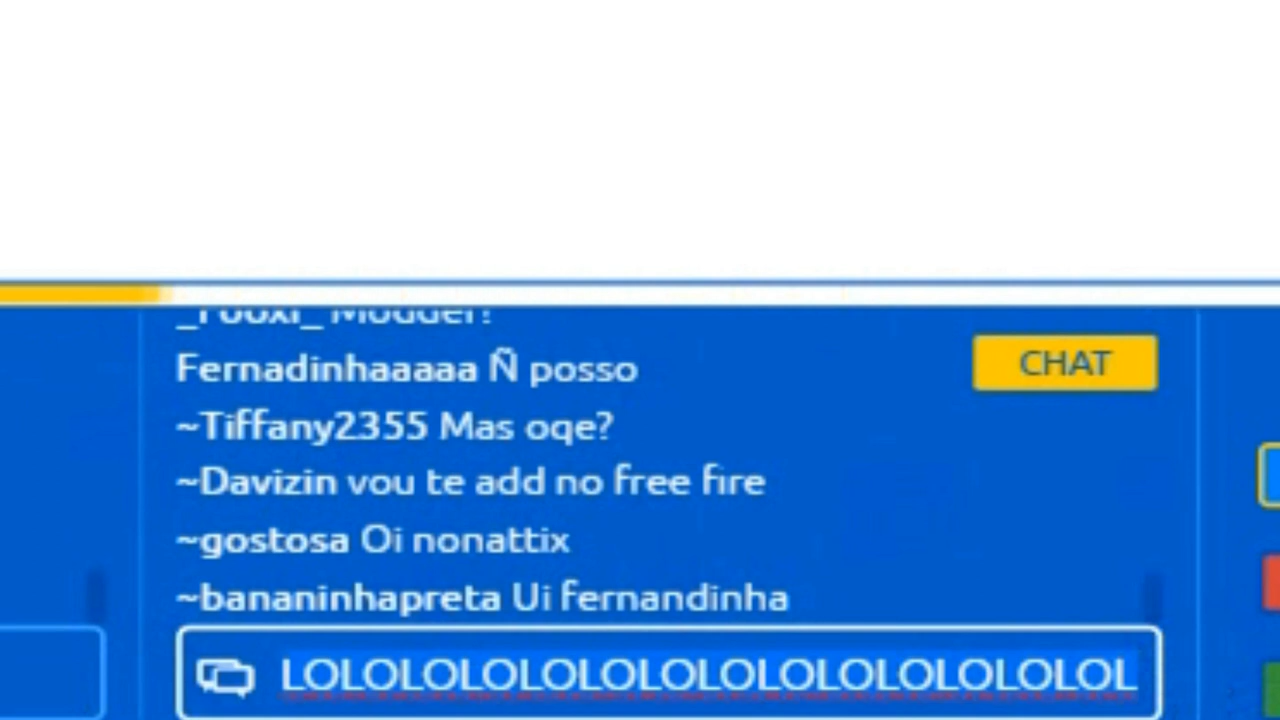 Fernadinhaaaaa Ñ posso
CHAT
~Tiffany2355 Mas oqe?
~Davizin vou te add no free fire
~gostosa Oi nonattix
~bananinhapreta Ui fernandinha
LOLOLOLOLOLOLOLOLOLOLOLOLOLOL